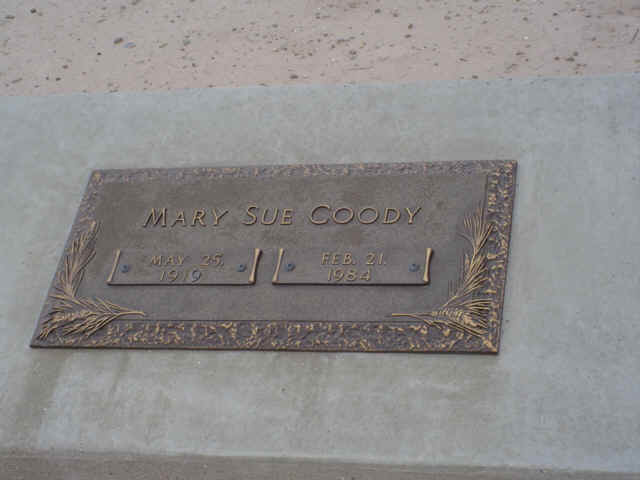 MARY SUE COODY
MAY 25, 1919
FEB. 21, 1984